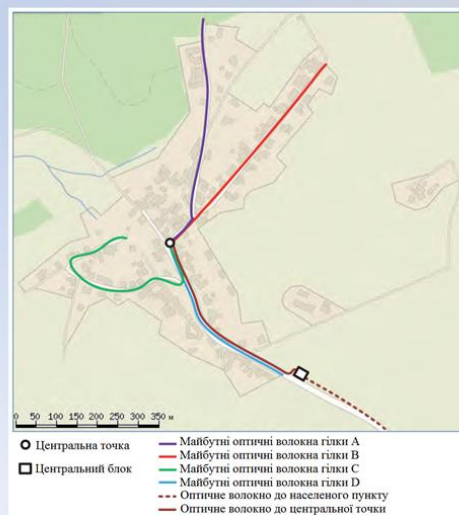 0 50 100 150 200 250 300 350 м
Центральна точка
Центральний блок
Майбутні оптичні волокна гілки A
Майбутні оптичні волокна гілки B
Майбутні оптичні волокна гілки C
Майбутні оптичні волокна гілки D
Оптичне волокно до населеного пункту
Оптичне волокно до центральної точки